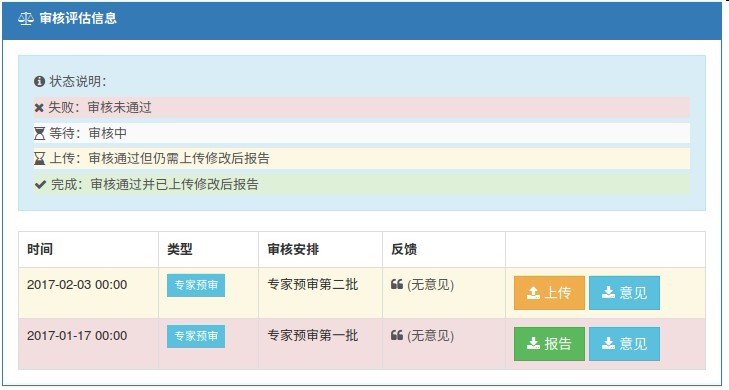 审核评估信息
状态说明：
失败：审核未通过
等待：审核中
上传：审核通过但仍需上传修改后报告
完成：审核通过并已上传修改后报告
时间 类型 审核安排 反馈
2017-02-03 00:00 专家预审 专家预审第二批 (无意见) 上传 意见
2017-01-17 00:00 专家预审 专家预审第一批 (无意见) 报告 意见